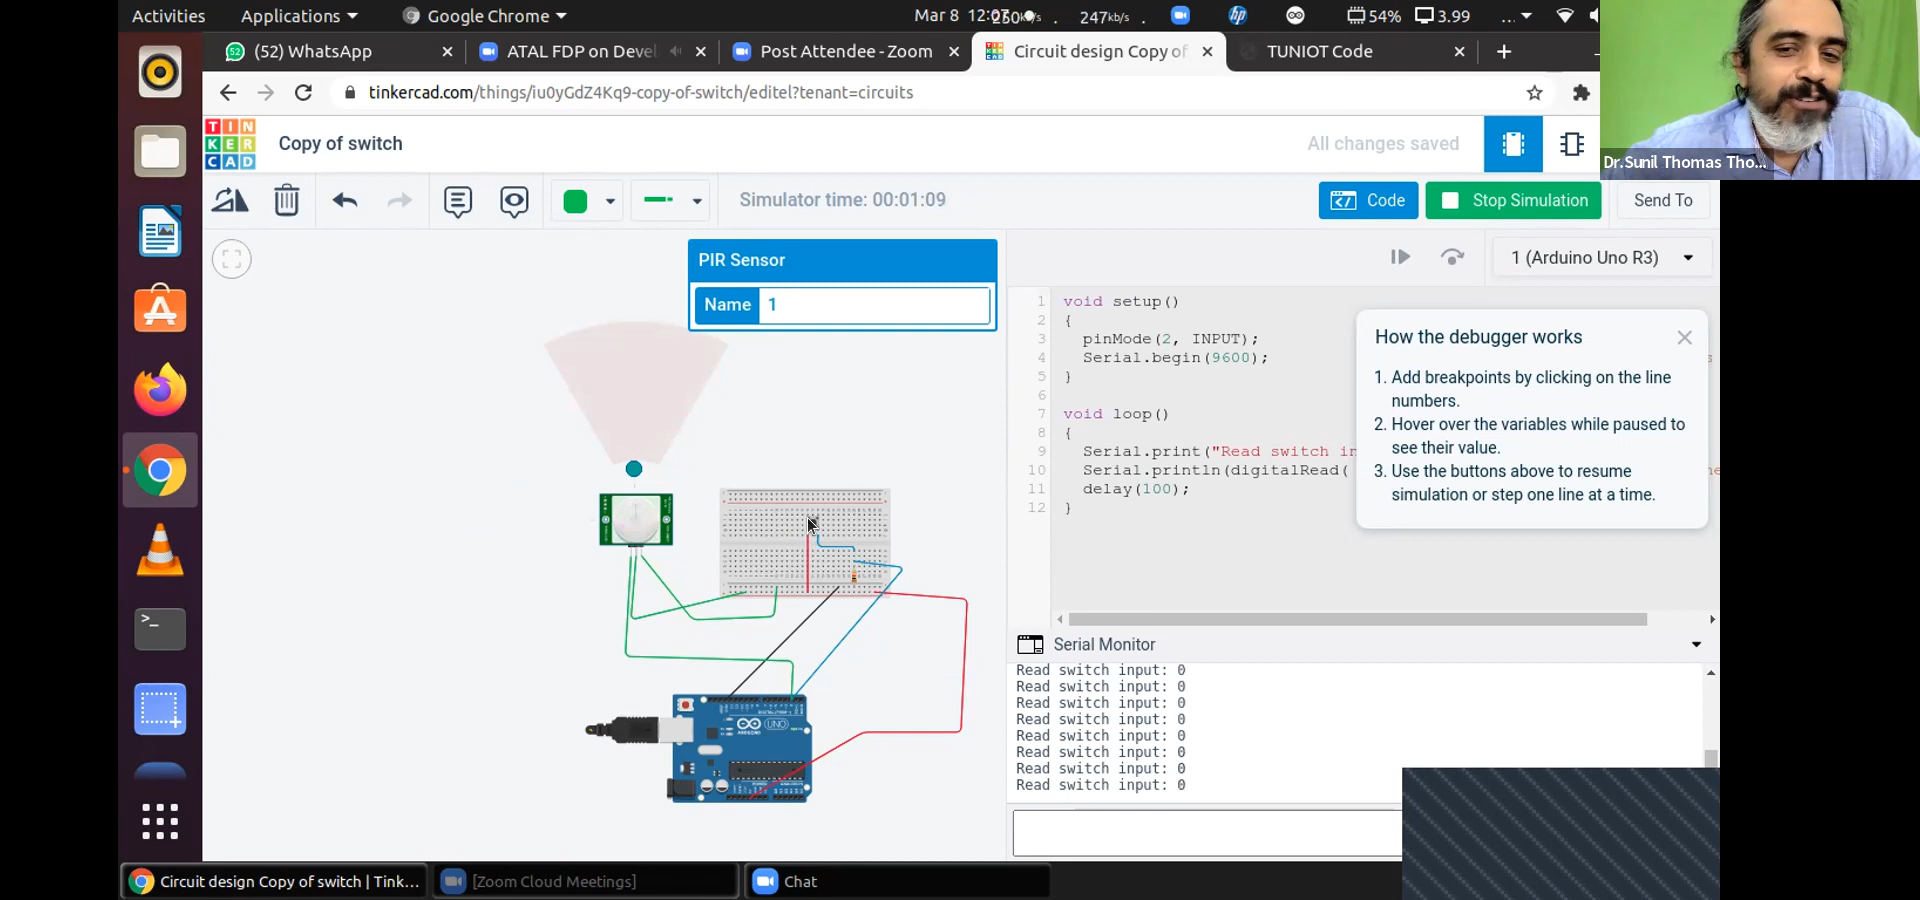 Activities
Applications
Google Chrome
Mar 8 12:07
247kb/s
54%
3.99
(52) WhatsApp
ATAL FDP on Devel
Post Attendee - Zoom
Circuit design Copy of
TUNIOT Code
tinkercad.com/things/iu0yGdZ4Kq9-copy-of-switch/editel?tenant=circuits
TIN
KER
CAD
Copy of switch
All changes saved
Dr.Sunil Thomas Tho...
Simulator time: 00:01:09
Code
Stop Simulation
Send To
PIR Sensor
Name 1
1 (Arduino Uno R3)
1 void setup()
2 {
3 pinMode(2, INPUT);
4 Serial.begin(9600);
5 }
6
7 void loop()
8 {
9 Serial.print("Read switch in
10 Serial.println(digitalRead(
11 delay(100);
12 }
How the debugger works
1. Add breakpoints by clicking on the line
numbers.
2. Hover over the variables while paused to
see their value.
3. Use the buttons above to resume
simulation or step one line at a time.
Serial Monitor
Read switch input: 0
Read switch input: 0
Read switch input: 0
Read switch input: 0
Read switch input: 0
Read switch input: 0
Read switch input: 0
Read switch input: 0
UNO
ARDUINO
Circuit design Copy of switch | Tink...
[Zoom Cloud Meetings]
Chat